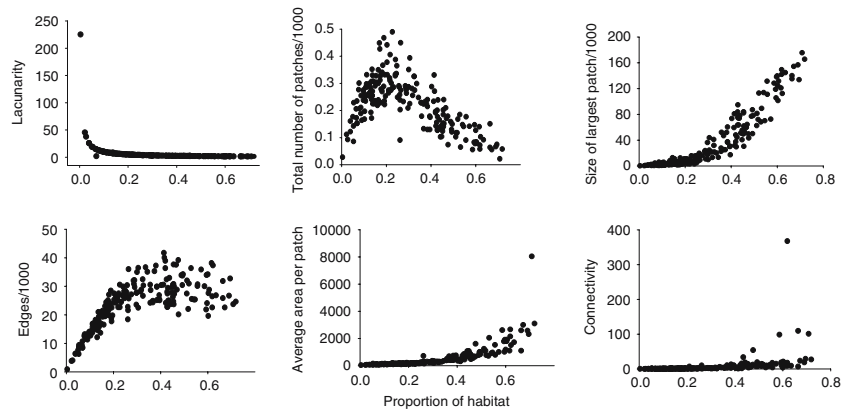 Lacunarity
250
200
150
100
50
0
0.0 0.2 0.4 0.6
Total number of patches/1000
0.5
0.4
0.3
0.2
0.1
0.0
0.0 0.2 0.4 0.6
Size of largest patch/1000
200
160
120
80
40
0
0.0 0.2 0.4 0.6 0.8
Edges/1000
50
40
30
20
10
0
0.0 0.2 0.4 0.6
Average area per patch
10000
8000
6000
4000
2000
0
0.0 0.2 0.4 0.6
Proportion of habitat
Connectivity
400
300
200
100
0
0.0 0.2 0.4 0.6 0.8